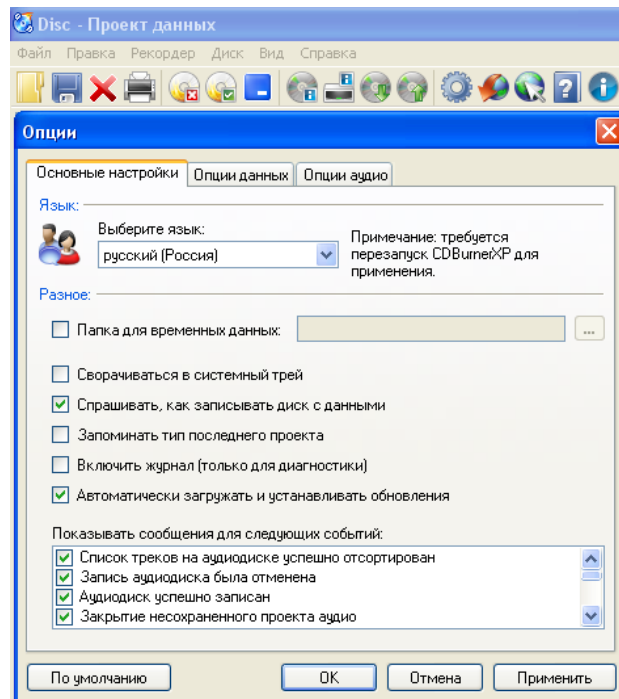 Disc - Проект данных
Файл Правка Рекордер Диск Вид Справка
Опции
Основные настройки Опции данных Опции аудио
Язык:
Выберите язык:
русский (Россия)
Примечание: требуется
перезапуск CDBurnerXP для
применения.
Разное:
Папка для временных данных: ...
Сворачиваться в системный трей
Спрашивать, как записывать диск с данными
Запоминать тип последнего проекта
Включить журнал (только для диагностики)
Автоматически загружать и устанавливать обновления
Показывать сообщения для следующих событий:
Список треков на аудиодиске успешно отсортирован
Запись аудиодиска была отменена
Аудиодиск успешно записан
Закрытие несохраненного проекта аудио
По умолчанию OK Отмена Применить